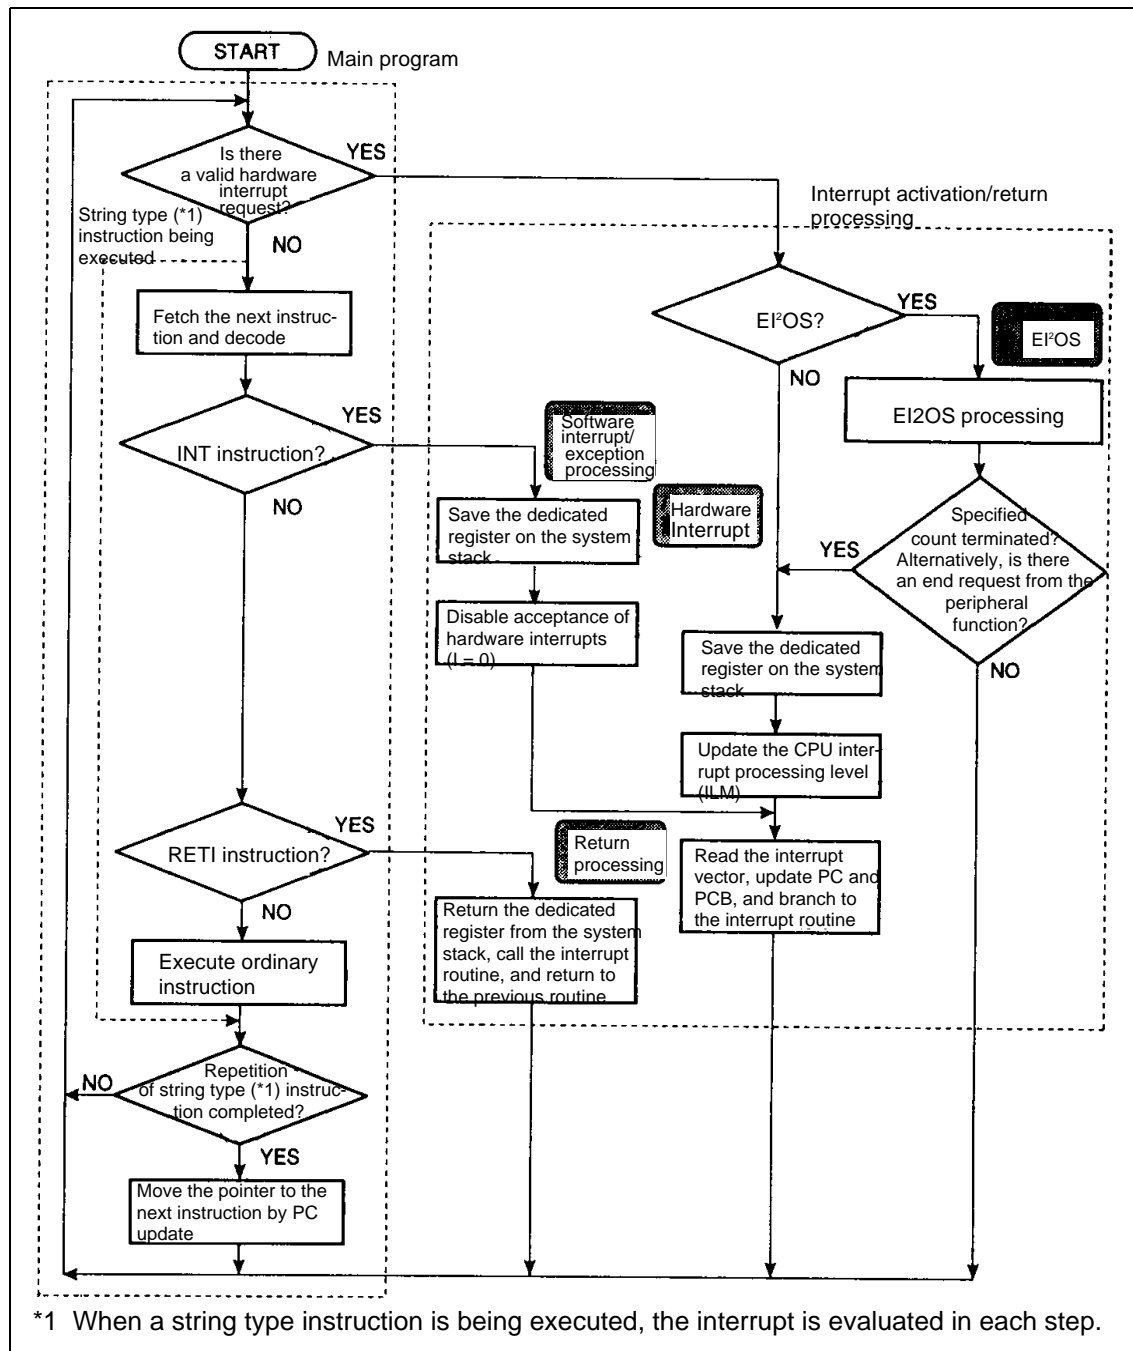 START
Main program
Is there
a valid hardware
interrupt
request?
YES
String type (*1)
instruction being
executed
NO
Interrupt activation/return
processing
Fetch the next instruc-
tion and decode
EI²OS?
YES
EI²OS
NO
EI2OS processing
INT instruction?
YES
NO
Software
interrupt/
exception
processing
Hardware
Interrupt
Save the dedicated
register on the system
stack
Specified
count terminated?
Alternatively, is there
an end request from the
peripheral
function?
YES
NO
Disable acceptance of
hardware interrupts
(I = 0)
Save the dedicated
register on the system
stack
Update the CPU inter-
rupt processing level
(ILM)
RETI instruction?
YES
NO
Return
processing
Read the interrupt
vector, update PC and
PCB, and branch to
the interrupt routine
Return the dedicated
register from the system
stack, call the interrupt
routine, and return to
the previous routine
Execute ordinary
instruction
Repetition
of string type (*1) instruc-
tion completed?
NO
YES
Move the pointer to the
next instruction by PC
update
*1 When a string type instruction is being executed, the interrupt is evaluated in each step.